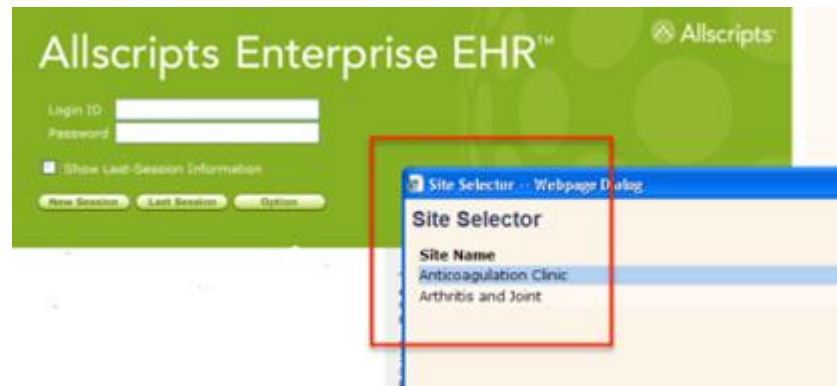 Allscripts Enterprise EHR™
Allscripts
Login ID
Password
Show Last-Session Information
New Session
Last Session
Option
Site Selector -- Webpage Dialog
Site Selector
Site Name
Anticoagulation Clinic
Arthritis and Joint